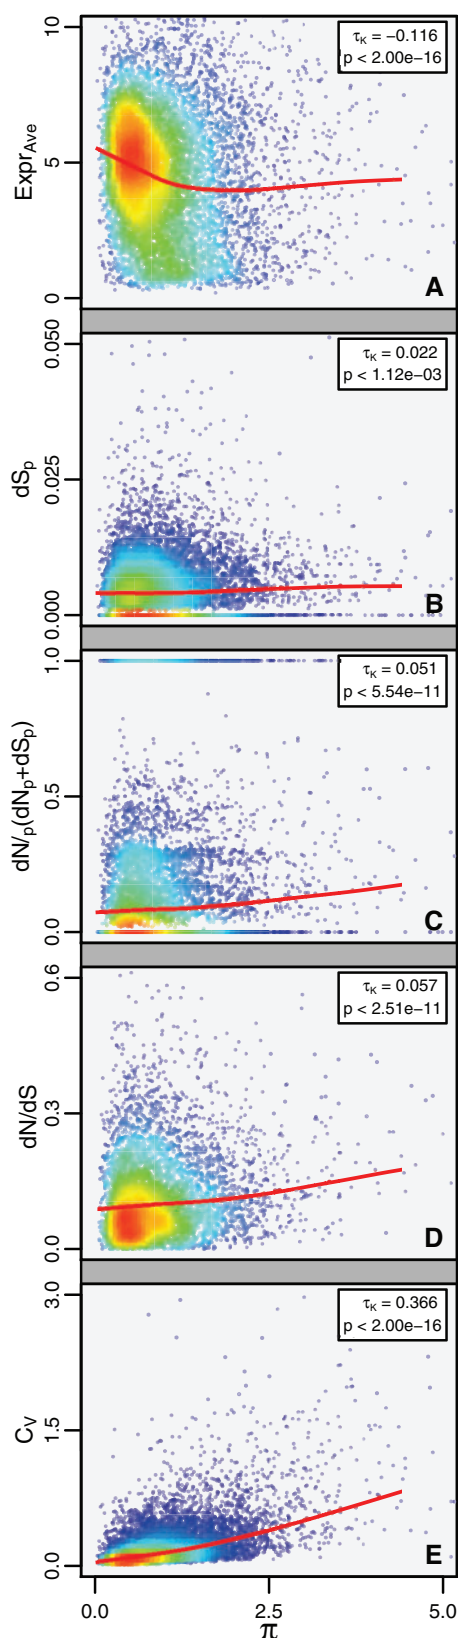 10
5
0
Expr_Ave
τ_K = −0.116
p < 2.00e−16
A
0.050
0.025
0.000
dS_p
τ_K = 0.022
p < 1.12e−03
B
1.0
0.5
0.0
dN/_p(dN_p+dS_p)
τ_K = 0.051
p < 5.54e−11
C
0.6
0.3
0.0
dN/dS
τ_K = 0.057
p < 2.51e−11
D
3.0
1.5
0.0
C_V
τ_K = 0.366
p < 2.00e−16
E
0.0 2.5 5.0
π